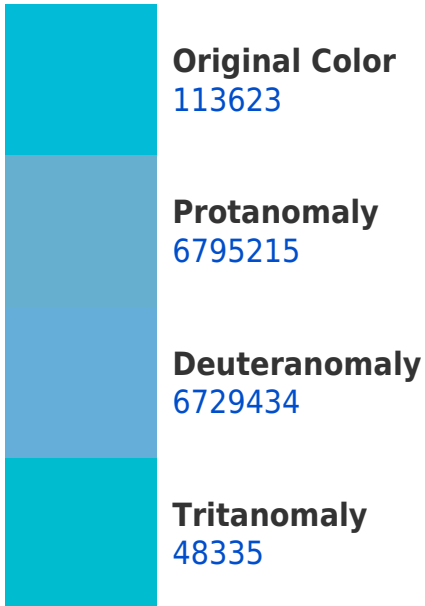 Original Color
113623
Protanomaly
6795215
Deuteranomaly
6729434
Tritanomaly
48335